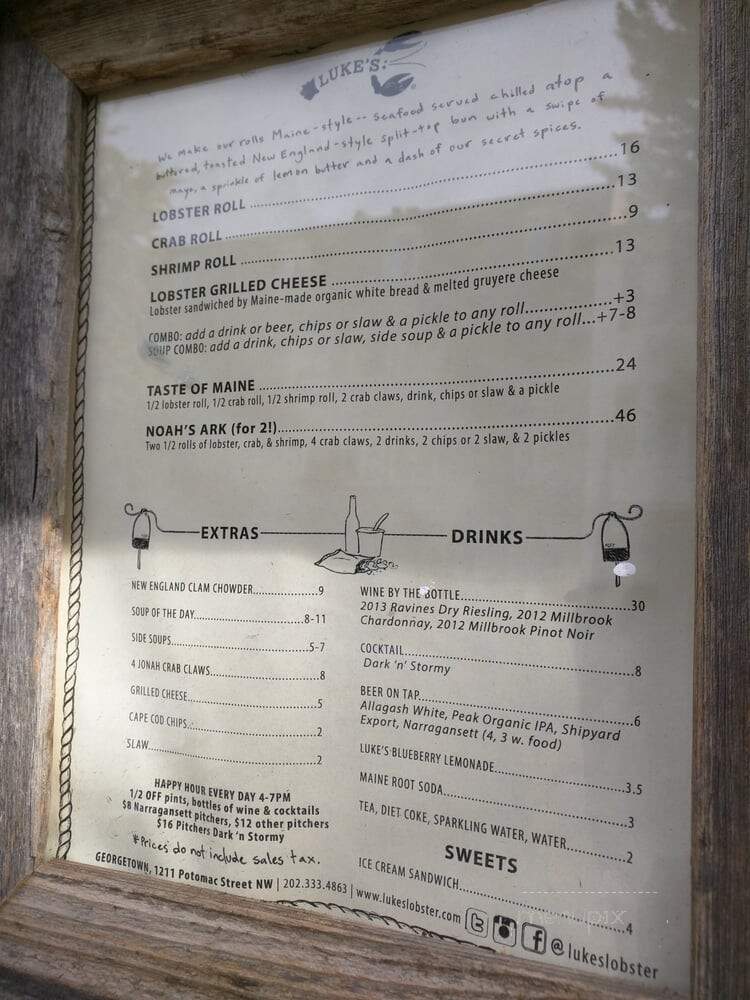 LUKE'S
We make our rolls Maine-style-- seafood served chilled atop a
buttered, toasted New England-style split-top bun with a swipe of
mayo, a sprinkle of lemon butter and a dash of our secret spices.
LOBSTER ROLL ........ 16
CRAB ROLL ........ 13
SHRIMP ROLL ........ 9
LOBSTER GRILLED CHEESE ........ 13
Lobster sandwiched by Maine-made organic white bread & melted gruyere cheese
COMBO: add a drink or beer, chips or slaw & a pickle to any roll........+3
SOUP COMBO: add a drink, chips or slaw, side soup & a pickle to any roll...+7-8
TASTE OF MAINE ........ 24
1/2 lobster roll, 1/2 crab roll, 1/2 shrimp roll, 2 crab claws, drink, chips or slaw & a pickle
NOAH'S ARK (for 2!)........ 46
Two 1/2 rolls of lobster, crab, & shrimp, 4 crab claws, 2 drinks, 2 chips or 2 slaw, & 2 pickles
EXTRAS
NEW ENGLAND CLAM CHOWDER........9
SOUP OF THE DAY........8-11
SIDE SOUPS........5-7
4 JONAH CRAB CLAWS........8
GRILLED CHEESE........5
CAPE COD CHIPS........2
SLAW........2
HAPPY HOUR EVERY DAY 4-7PM
1/2 OFF pints, bottles of wine & cocktails
$8 Narragansett pitchers, $12 other pitchers
$16 Pitchers Dark 'n Stormy
*Prices do not include sales tax.
DRINKS
WINE BY THE BOTTLE........30
2013 Ravines Dry Riesling, 2012 Millbrook
Chardonnay, 2012 Millbrook Pinot Noir
COCKTAIL........8
Dark 'n' Stormy
BEER ON TAP........6
Allagash White, Peak Organic IPA, Shipyard
Export, Narragansett (4, 3 w. food)
LUKE'S BLUEBERRY LEMONADE........3.5
MAINE ROOT SODA........3
TEA, DIET COKE, SPARKLING WATER, WATER........2
SWEETS
ICE CREAM SANDWICH........4
GEORGETOWN, 1211 Potomac Street NW | 202.333.4863 | www.lukeslobster.com @lukeslobster
menupix